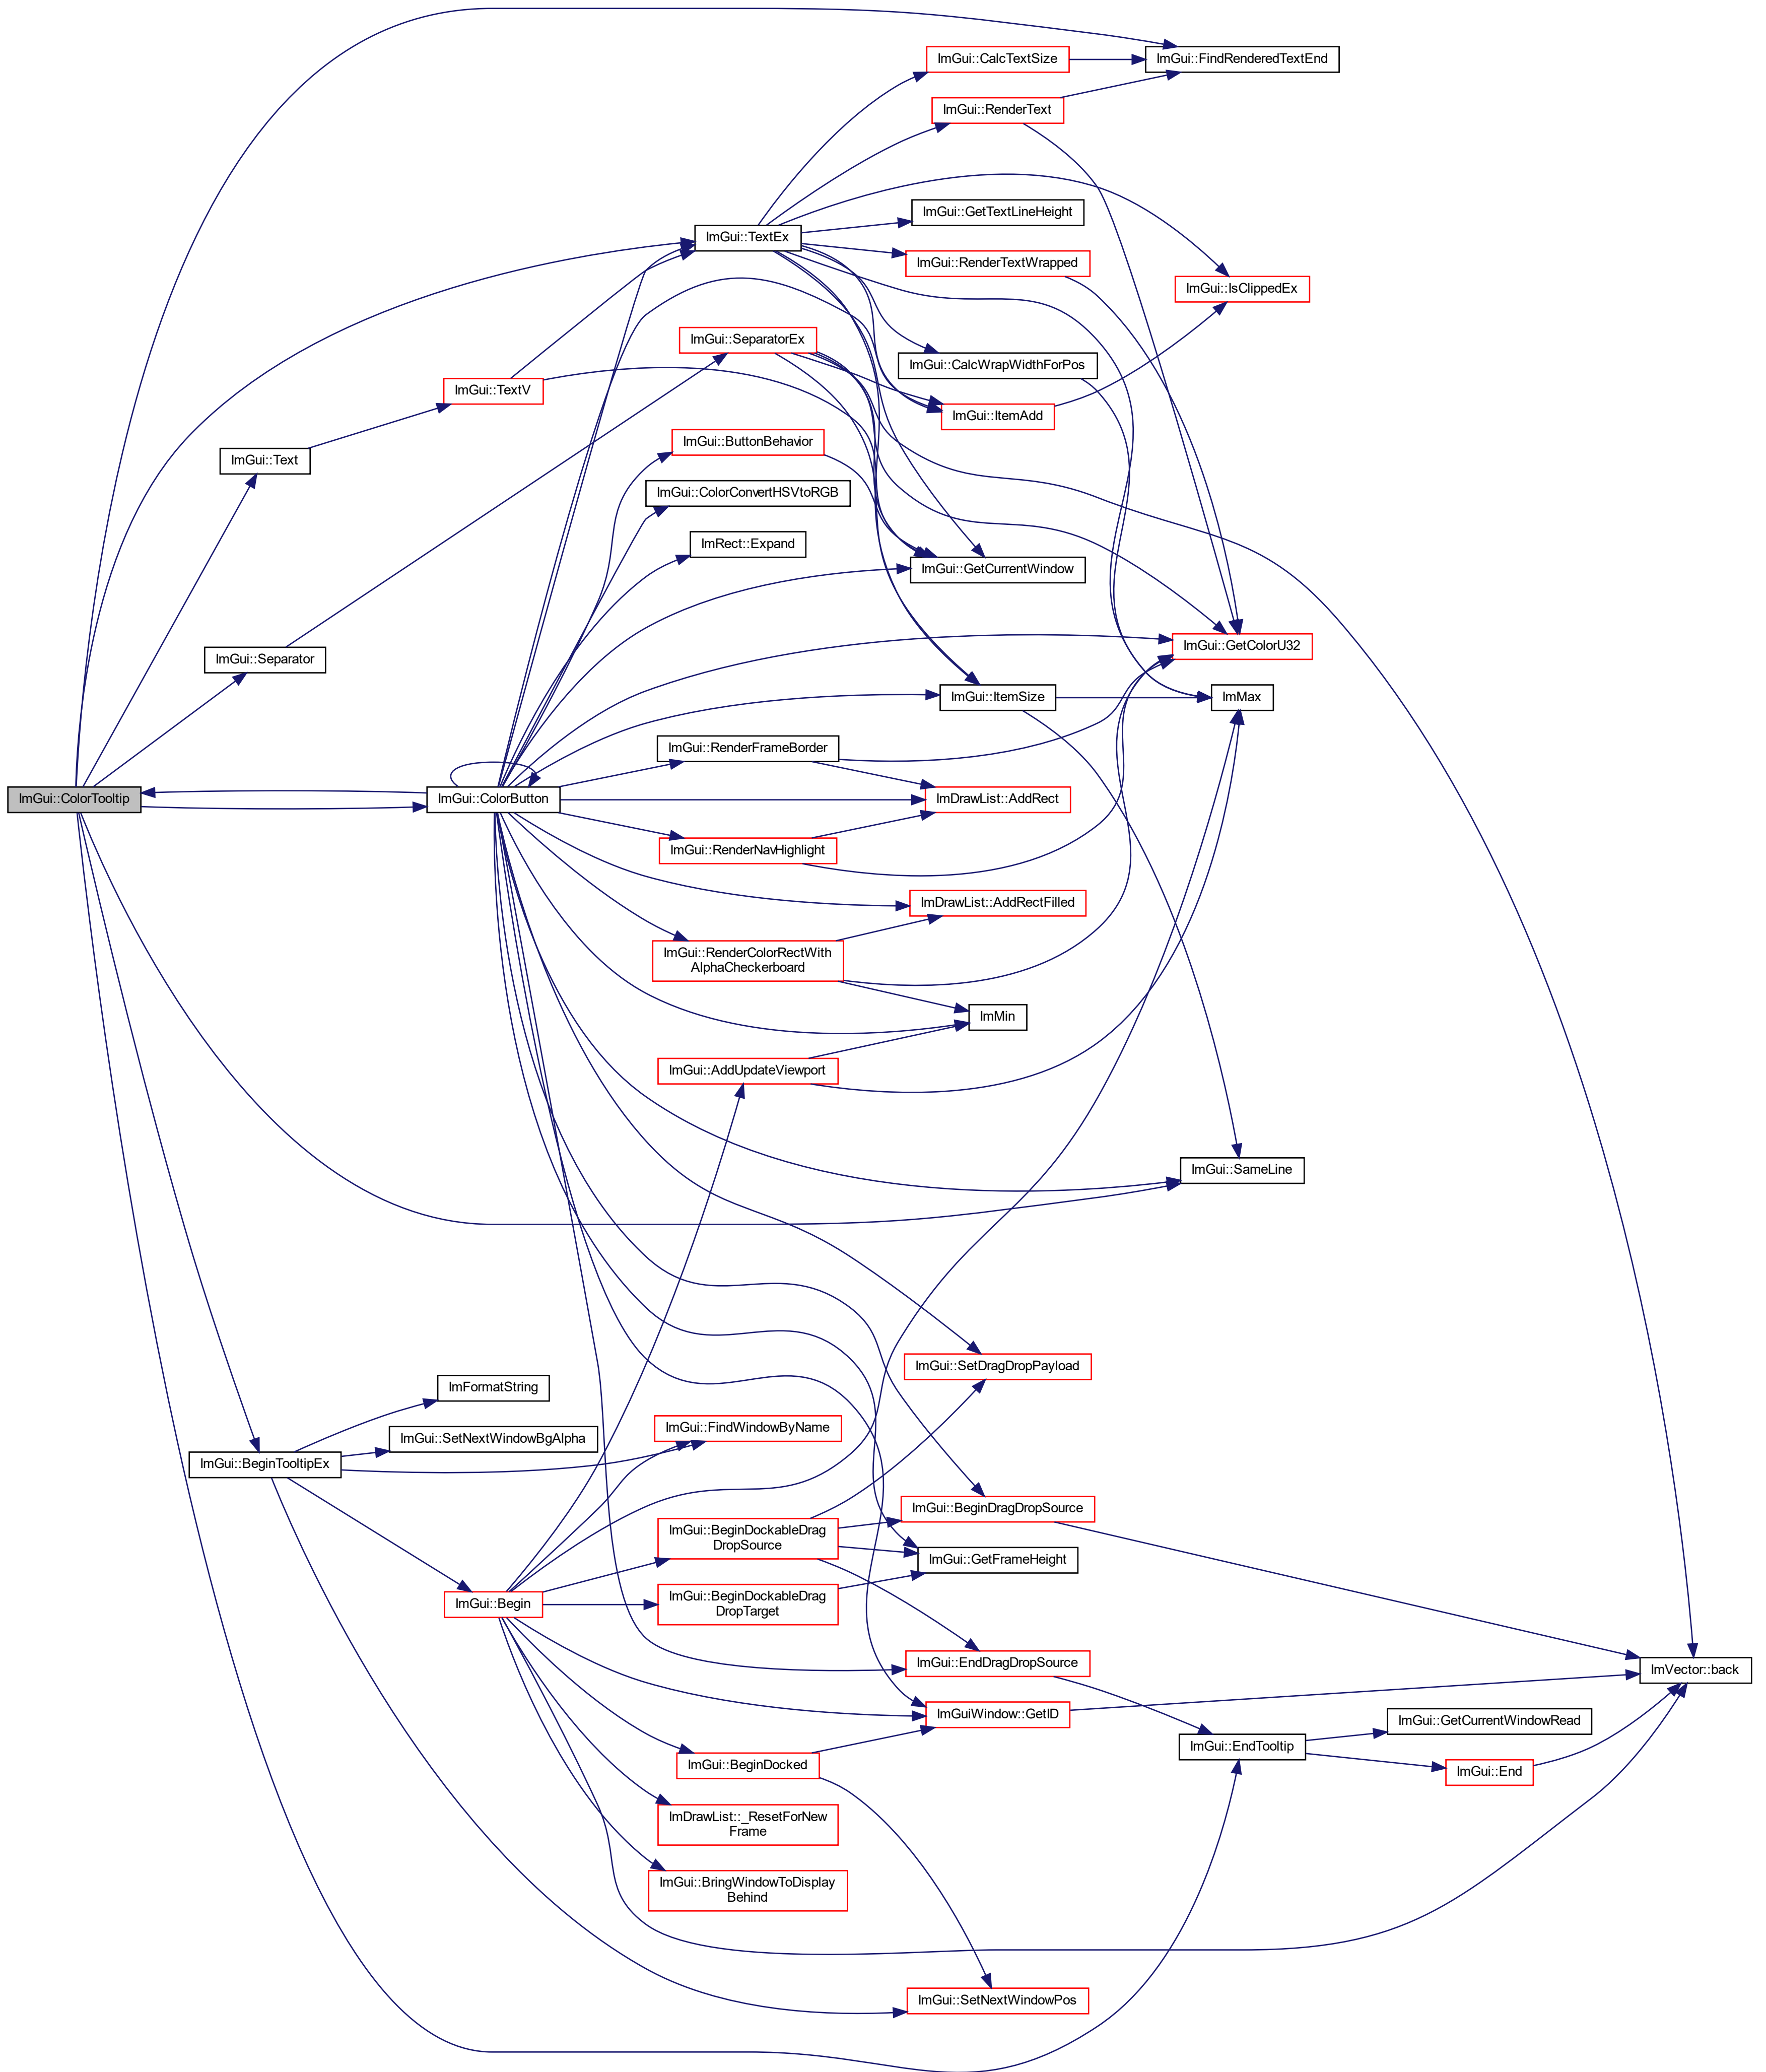 ImGui::CalcTextSize
ImGui::FindRenderedTextEnd
ImGui::RenderText
ImGui::GetTextLineHeight
ImGui::TextEx
ImGui::RenderTextWrapped
ImGui::IsClippedEx
ImGui::SeparatorEx
ImGui::CalcWrapWidthForPos
ImGui::TextV
ImGui::ItemAdd
ImGui::ButtonBehavior
ImGui::Text
ImGui::ColorConvertHSVtoRGB
ImRect::Expand
ImGui::GetCurrentWindow
ImGui::GetColorU32
ImGui::Separator
ImGui::ItemSize
ImMax
ImGui::RenderFrameBorder
ImGui::ColorTooltip
ImGui::ColorButton
ImDrawList::AddRect
ImGui::RenderNavHighlight
ImDrawList::AddRectFilled
ImGui::RenderColorRectWith
AlphaCheckerboard
ImMin
ImGui::AddUpdateViewport
ImGui::SameLine
ImGui::SetDragDropPayload
ImFormatString
ImGui::FindWindowByName
ImGui::SetNextWindowBgAlpha
ImGui::BeginTooltipEx
ImGui::BeginDragDropSource
ImGui::BeginDockableDrag
DropSource
ImGui::GetFrameHeight
ImGui::Begin
ImGui::BeginDockableDrag
DropTarget
ImGui::EndDragDropSource
ImVector::back
ImGuiWindow::GetID
ImGui::GetCurrentWindowRead
ImGui::EndTooltip
ImGui::BeginDocked
ImGui::End
ImDrawList::_ResetForNew
Frame
ImGui::BringWindowToDisplay
Behind
ImGui::SetNextWindowPos